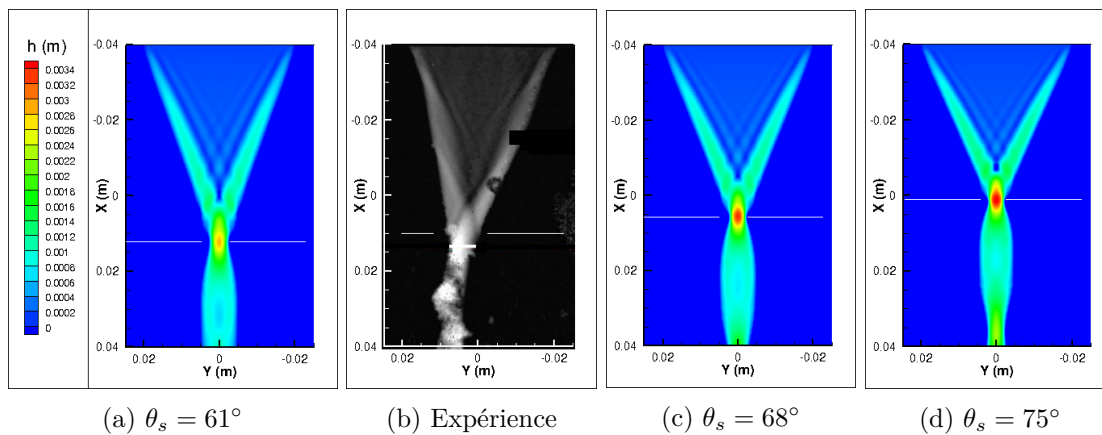 h (m)
0.0034
0.0032
0.003
0.0028
0.0026
0.0024
0.0022
0.002
0.0018
0.0016
0.0014
0.0012
0.001
0.0008
0.0006
0.0004
0.0002
0
-0.04
-0.02
0
0.02
0.04
X (m)
0.02 0 -0.02
Y (m)
-0.04
-0.02
0
0.02
0.04
X (m)
0.02 0 -0.02
Y (m)
-0.04
-0.02
0
0.02
0.04
X (m)
0.02 0 -0.02
Y (m)
-0.04
-0.02
0
0.02
0.04
X (m)
0.02 0 -0.02
Y (m)
(a) θₛ = 61°
(b) Expérience
(c) θₛ = 68°
(d) θₛ = 75°